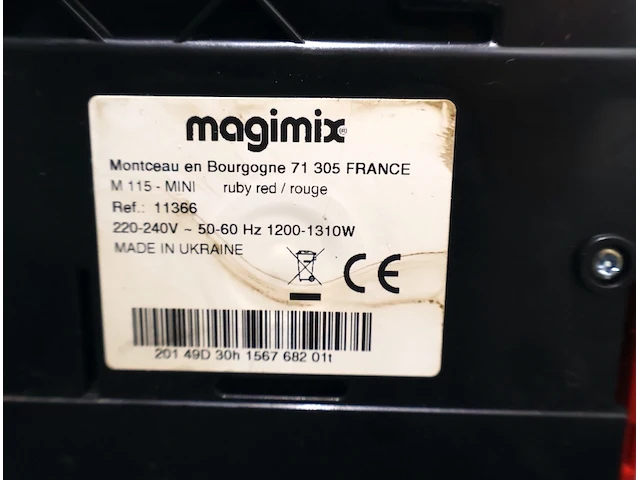 magimix
Montceau en Bourgogne 71 305 FRANCE
M 115 - MINI ruby red / rouge
Ref.: 11366
220-240V ~ 50-60 Hz 1200-1310W
MADE IN UKRAINE
CE
201 49D 30h 1567 682 01t